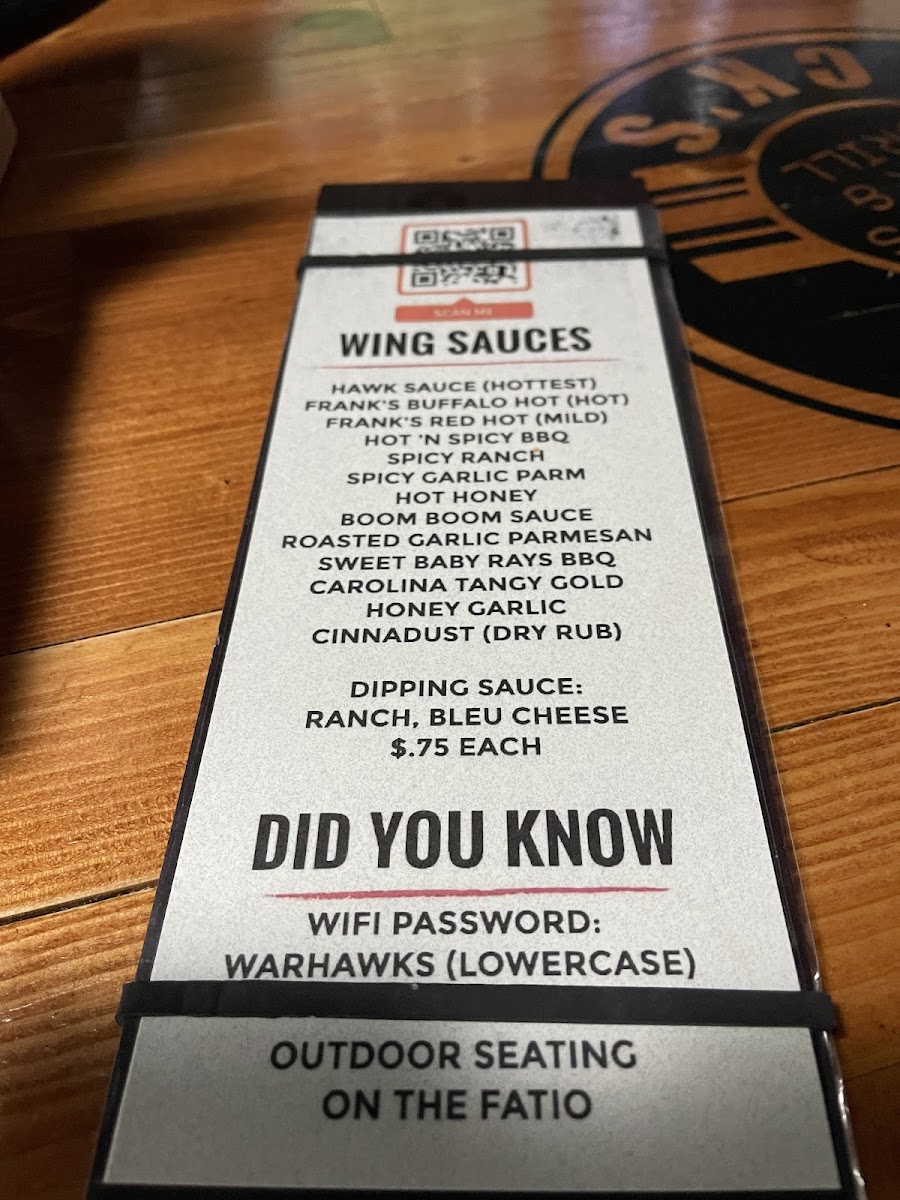 CK'S
RILL
SCAN ME
WING SAUCES
HAWK SAUCE (HOTTEST)
FRANK'S BUFFALO HOT (HOT)
FRANK'S RED HOT (MILD)
HOT 'N SPICY BBQ
SPICY RANCH
SPICY GARLIC PARM
HOT HONEY
BOOM BOOM SAUCE
ROASTED GARLIC PARMESAN
SWEET BABY RAYS BBQ
CAROLINA TANGY GOLD
HONEY GARLIC
CINNADUST (DRY RUB)
DIPPING SAUCE:
RANCH, BLEU CHEESE
$.75 EACH
DID YOU KNOW
WIFI PASSWORD:
WARHAWKS (LOWERCASE)
OUTDOOR SEATING
ON THE FATIO